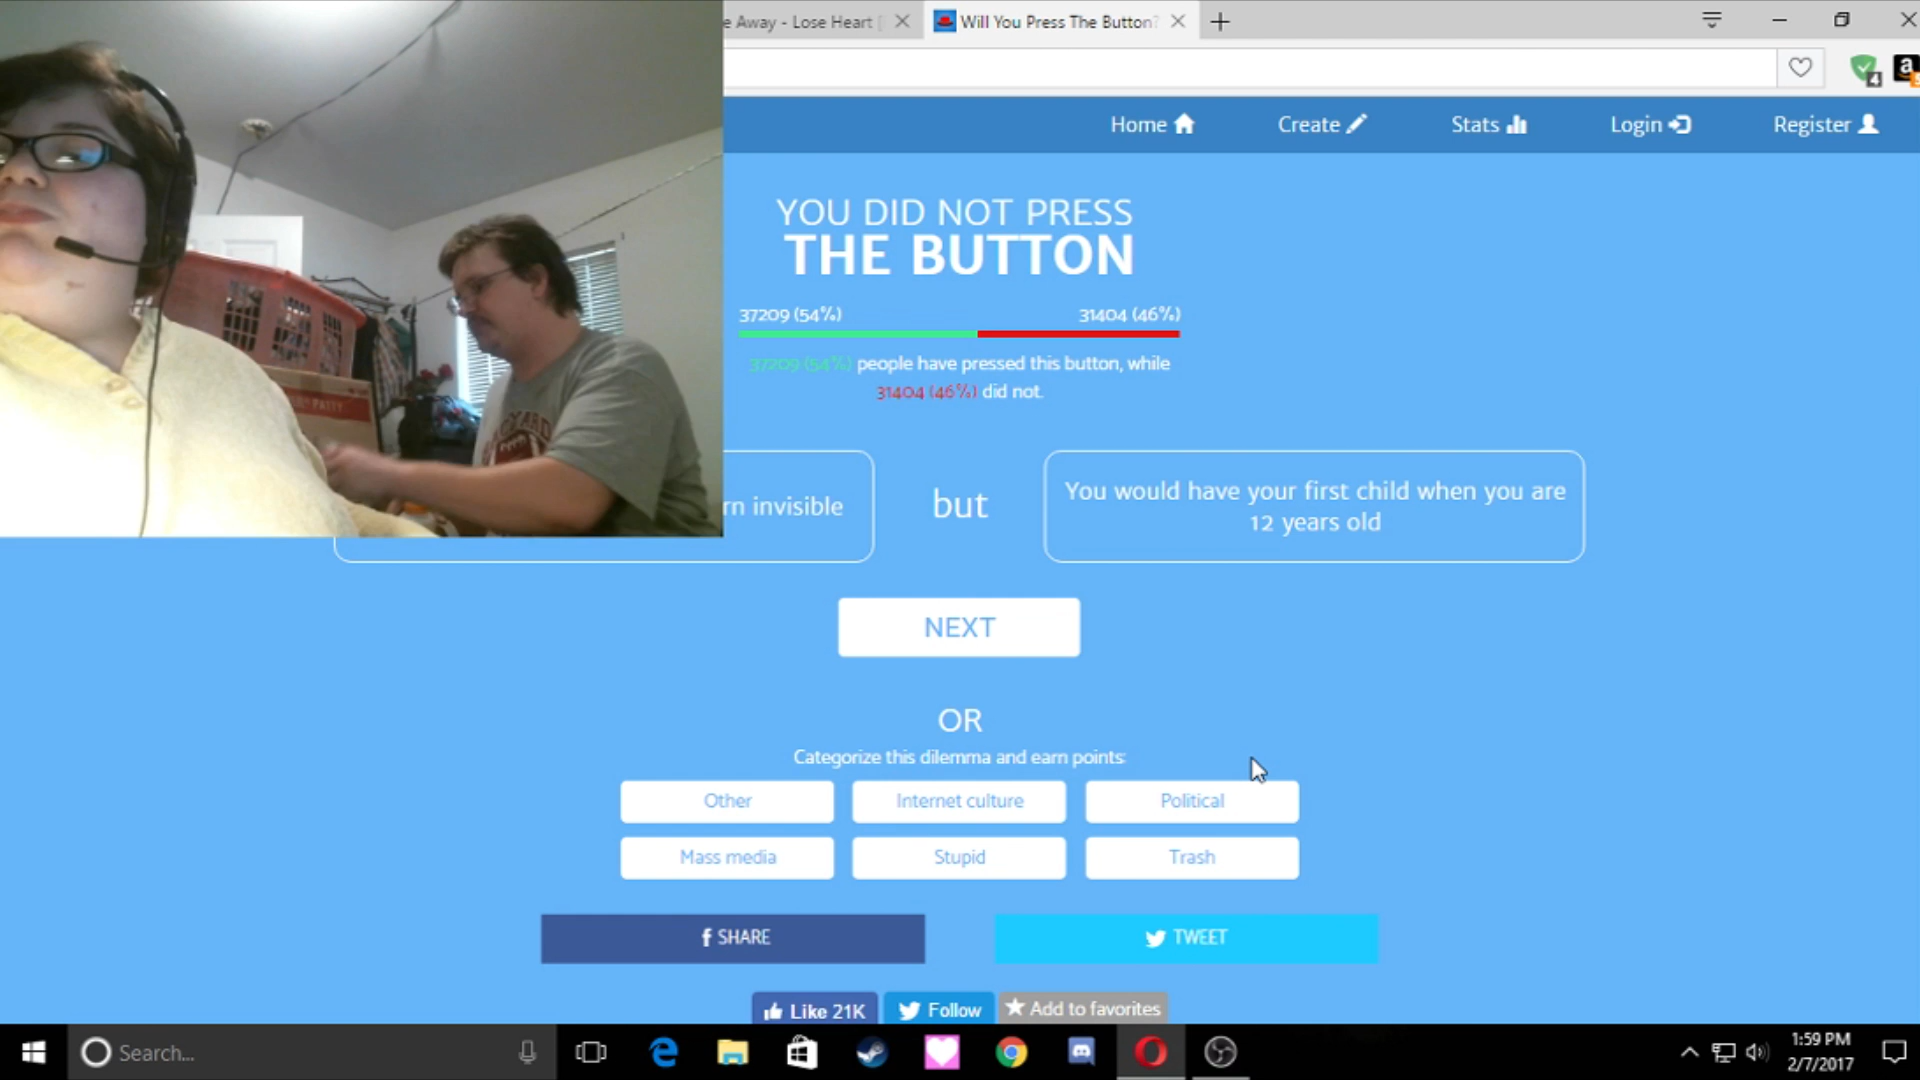 e Away - Lose Heart
Will You Press The Button?
4
a
Home
Create
Stats
Login
Register
YOU DID NOT PRESS
THE BUTTON
37209 (54%)
31404 (46%)
37209 (54%) people have pressed this button, while
31404 (46%) did not.
PATTY
rn invisible
but
You would have your first child when you are
12 years old
NEXT
OR
Categorize this dilemma and earn points:
Other
Internet culture
Political
Mass media
Stupid
Trash
f SHARE
TWEET
Like 21K
Follow
Add to favorites
Search...
1:59 PM
2/7/2017